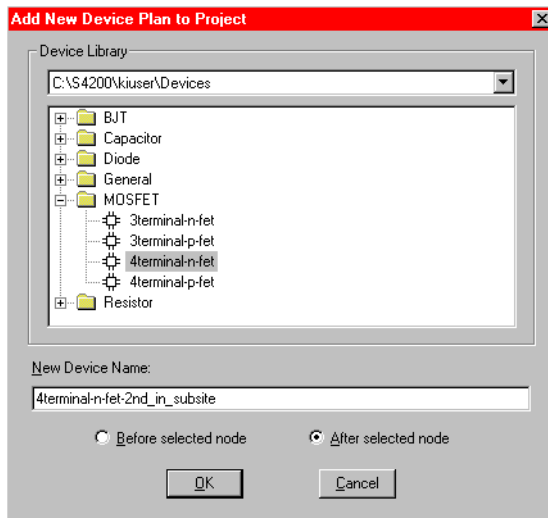 Add New Device Plan to Project
Device Library
C:\S4200\kiuser\Devices
BJT
Capacitor
Diode
General
MOSFET
3terminal-n-fet
3terminal-p-fet
4terminal-n-fet
4terminal-p-fet
Resistor
New Device Name:
4terminal-n-fet-2nd_in_subsite
Before selected node After selected node
OK Cancel